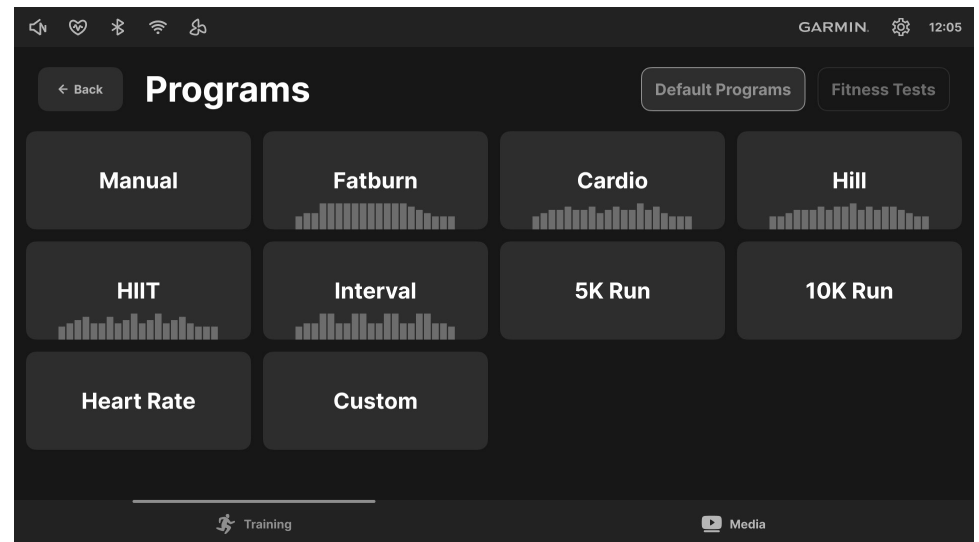 GARMIN. 12:05
← Back Programs Default Programs Fitness Tests
Manual Fatburn Cardio Hill
HIIT Interval 5K Run 10K Run
Heart Rate Custom
Training Media